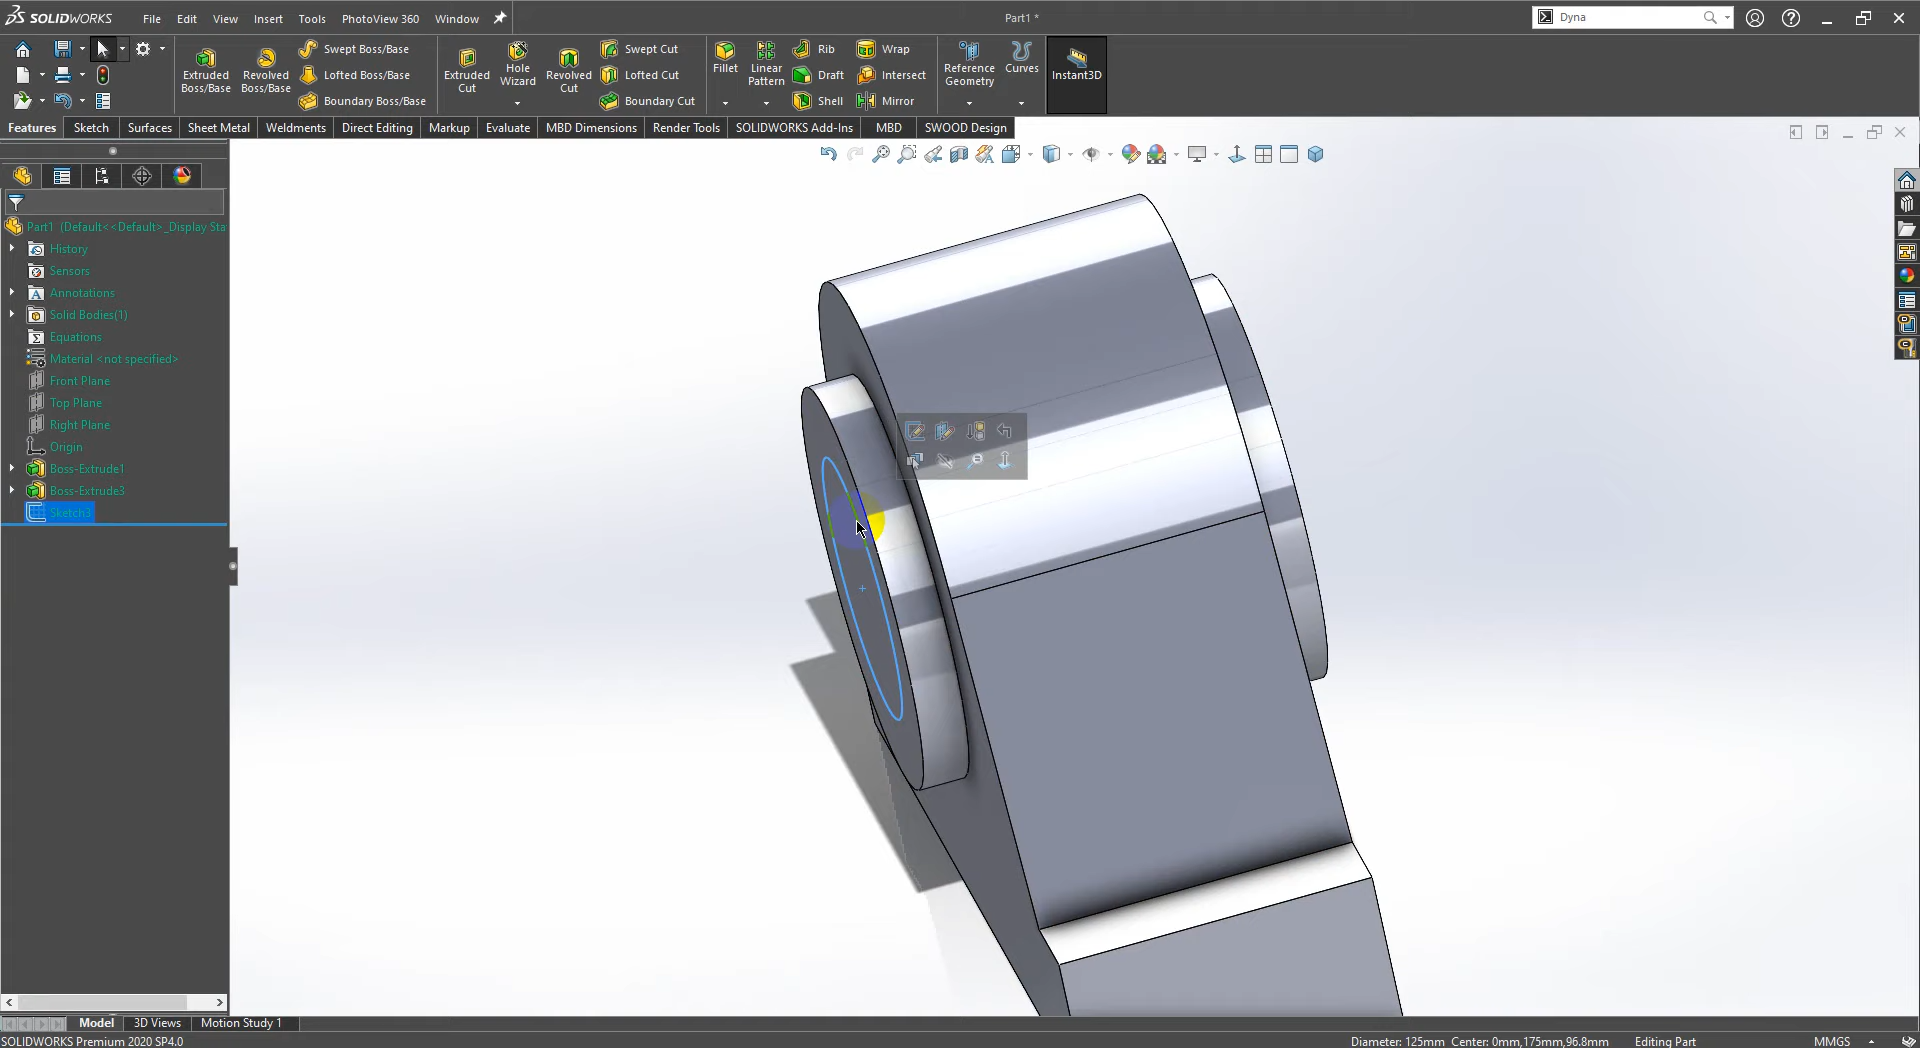 SOLIDWORKS File Edit View Insert Tools PhotoView 360 Window Part1 * Dyna
Extruded Boss/Base
Revolved Boss/Base
Swept Boss/Base
Lofted Boss/Base
Boundary Boss/Base
Extruded Cut
Hole Wizard
Revolved Cut
Swept Cut
Lofted Cut
Boundary Cut
Fillet
Linear Pattern
Rib
Draft
Shell
Wrap
Intersect
Mirror
Reference Geometry
Curves
Instant3D
Features Sketch Surfaces Sheet Metal Weldments Direct Editing Markup Evaluate MBD Dimensions Render Tools SOLIDWORKS Add-Ins MBD SWOOD Design
Part1 (Default<<Default>_Display Sta
History
Sensors
Annotations
Solid Bodies(1)
Equations
Material <not specified>
Front Plane
Top Plane
Right Plane
Origin
Boss-Extrude1
Boss-Extrude3
Sketch3
Model 3D Views Motion Study 1
SOLIDWORKS Premium 2020 SP4.0 Diameter: 125mm Center: 0mm,175mm,96.8mm Editing Part MMGS